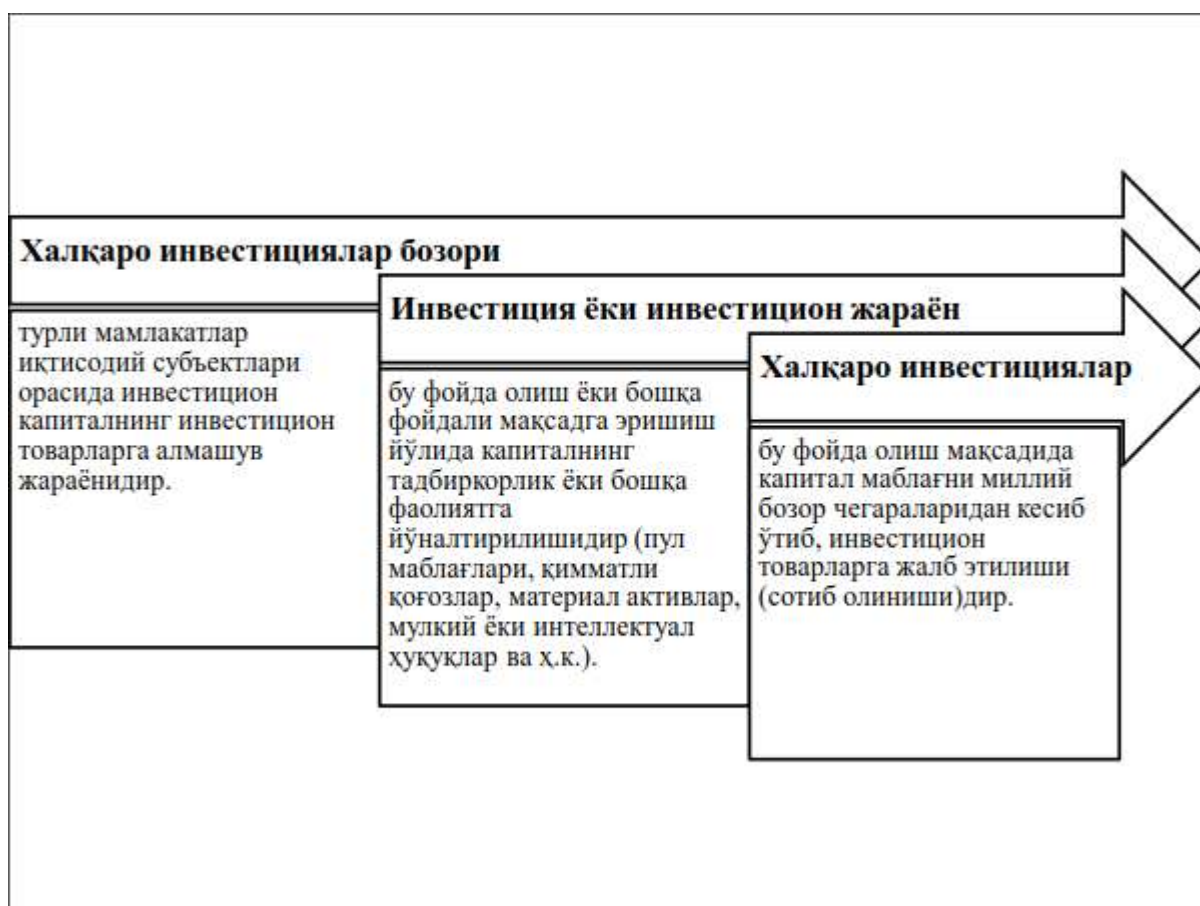 Халқаро инвестициялар бозори
турли мамлакатлар
иқтисодий субъектлари
орасида инвестицион
капиталнинг инвестицион
товарларга алмашув
жараёнидир.
Инвестиция ёки инвестицион жараён
бу фойда олиш ёки бошқа
фойдали мақсадга эришиш
йўлида капиталнинг
тадбиркорлик ёки бошқа
фаолиятга
йўналтирилишидир (пул
маблағлари, қимматли
қоғозлар, материал активлар,
мулкий ёки интеллектуал
ҳуқуқлар ва ҳ.к.).
Халқаро инвестициялар
бу фойда олиш мақсадида
капитал маблағни миллий
бозор чегараларидан кесиб
ўтиб, инвестицион
товарларга жалб этилиши
(сотиб олиниши)дир.